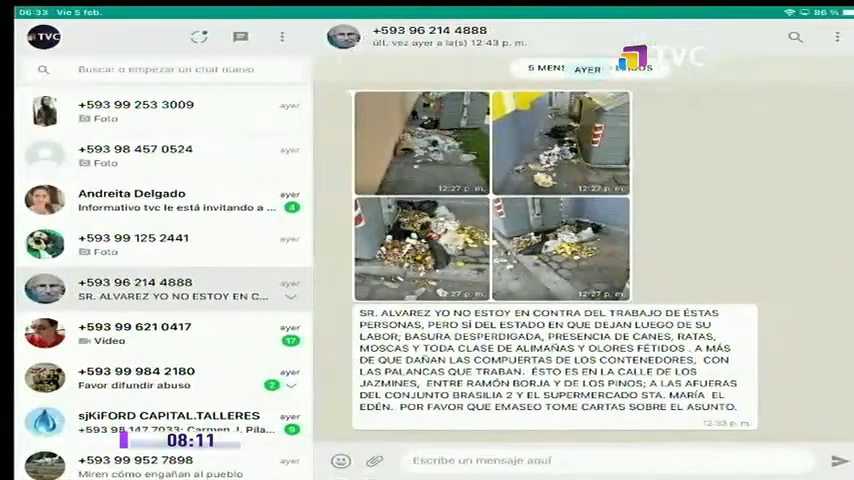 06:33 Vie 5 feb.
86 %
TVC
+593 96 214 4888
últ. vez ayer a la(s) 12:43 p. m.
TVC
Buscar o empezar un chat nuevo
5 MENS
AYER
+593 99 253 3009
ayer
Foto
+593 98 457 0524
ayer
Foto
Andreita Delgado
ayer
Informativo tvc le está invitando a ...
4
+593 99 125 2441
ayer
Foto
+593 96 214 4888
ayer
SR. ALVAREZ YO NO ESTOY EN C...
+593 99 621 0417
ayer
Video
17
+593 99 984 2180
ayer
Favor difundir abuso
2
sjKiFORD CAPITAL.TALLERES
ayer
Carmen J, Pila...
9
08:11
+593 99 952 7898
ayer
Miren cómo engañan al pueblo
12:27 p. m.
12:27 p. m.
12:27 p. m.
12:27 p. m.
SR. ALVAREZ YO NO ESTOY EN CONTRA DEL TRABAJO DE ÉSTAS
PERSONAS, PERO SÍ DEL ESTADO EN QUE DEJAN LUEGO DE SU
LABOR; BASURA DESPERDIGADA, PRESENCIA DE CANES, RATAS,
MOSCAS Y TODA CLASE DE ALIMAÑAS Y OLORES FÉTIDOS . A MÁS
DE QUE DAÑAN LAS COMPUERTAS DE LOS CONTENEDORES, CON
LAS PALANCAS QUE TRABAN. ÉSTO ES EN LA CALLE DE LOS
JAZMINES, ENTRE RAMÓN BORJA Y DE LOS PINOS; A LAS AFUERAS
DEL CONJUNTO BRASILIA 2 Y EL SUPERMERCADO STA. MARÍA EL
EDÉN. POR FAVOR QUE EMASEO TOME CARTAS SOBRE EL ASUNTO.
12:33 p. m.
Escribe un mensaje aquí